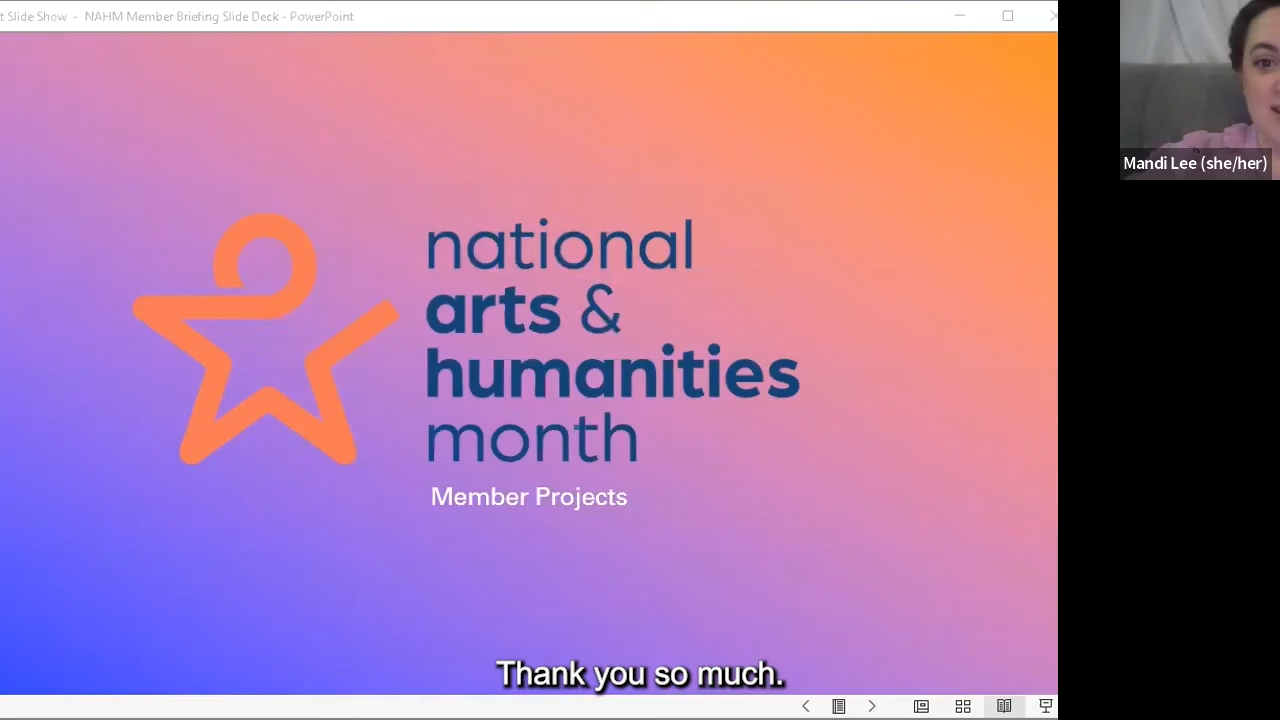 t Slide Show - NAHM Member Briefing Slide Deck - PowerPoint
Mandi Lee (she/her)
national
arts &
humanities
month
Member Projects
Thank you so much.